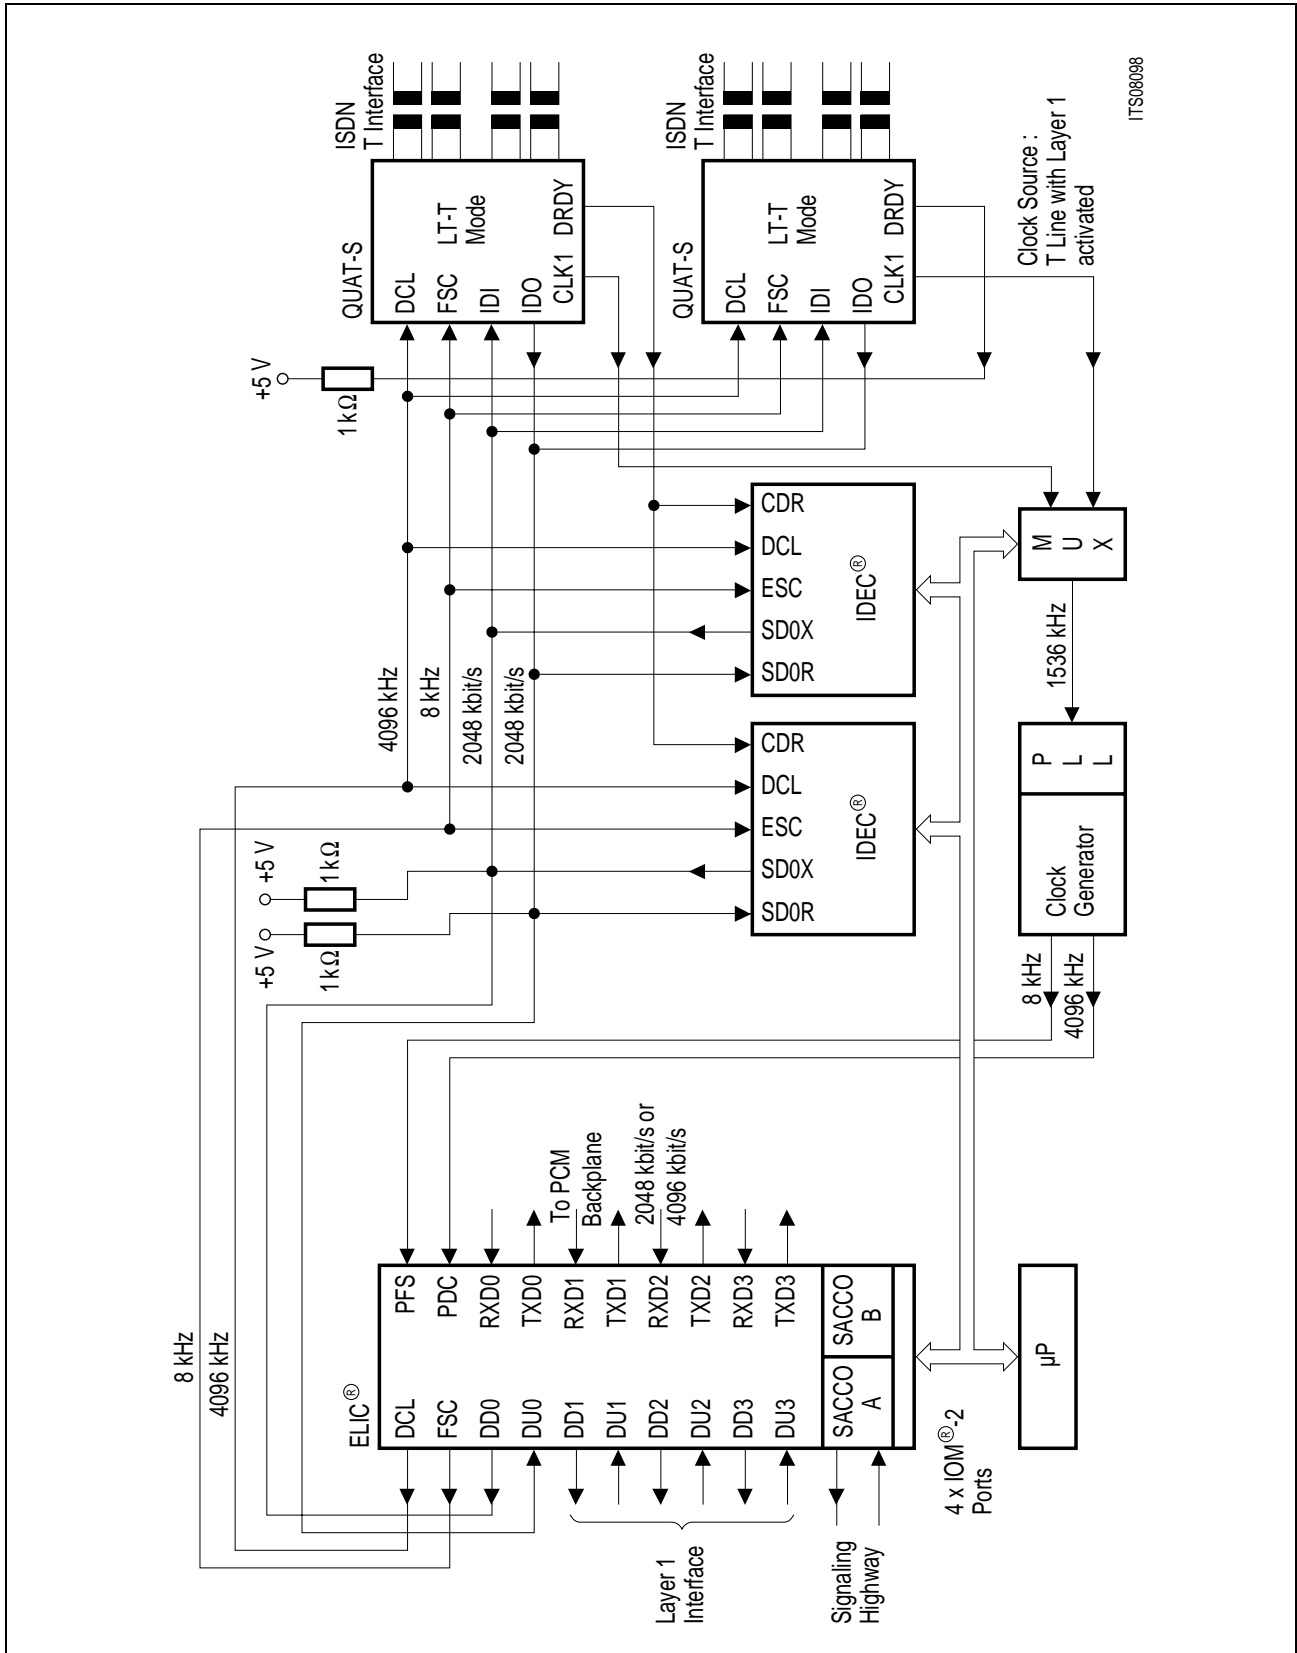 ITS08098
ISDN
T Interface
ISDN
T Interface
Clock Source :
T Line with Layer 1
activated
QUAT-S
LT-T
Mode
DCL
FSC
IDI
IDO
CLK1
DRDY
QUAT-S
LT-T
Mode
DCL
FSC
IDI
IDO
CLK1
DRDY
+5 V
1 kΩ
CDR
DCL
ESC
SD0X
SD0R
IDEC®
M
U
X
1536 kHz
4096 kHz
8 kHz
2048 kbit/s
2048 kbit/s
CDR
DCL
ESC
SD0X
SD0R
IDEC®
P
L
L
Clock
Generator
8 kHz
4096 kHz
+5 V
1 kΩ
+5 V
1 kΩ
To PCM
Backplane
2048 kbit/s or
4096 kbit/s
8 kHz
4096 kHz
ELIC®
PFS
PDC
RXD0
TXD0
RXD1
TXD1
RXD2
TXD2
RXD3
TXD3
SACCO
B
DCL
FSC
DD0
DU0
DD1
DU1
DD2
DU2
DD3
DU3
SACCO
A
µP
4 x IOM®-2
Ports
Layer 1
Interface
Signaling
Highway